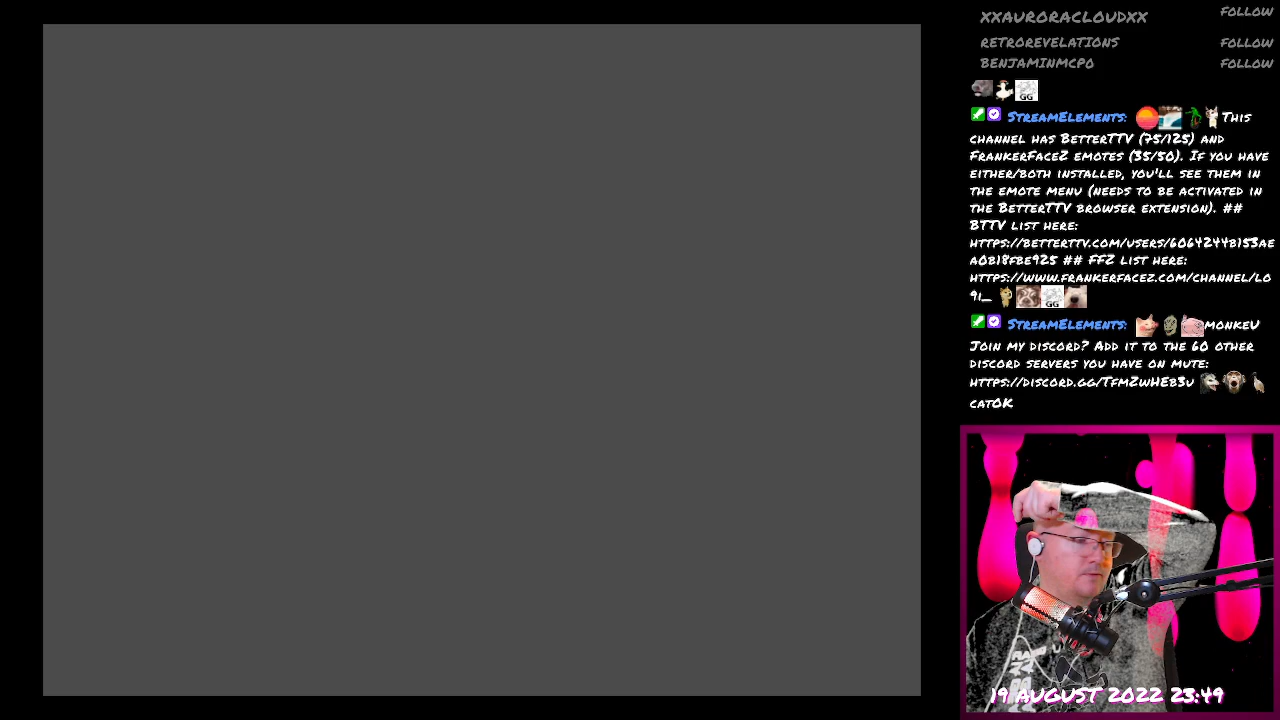 xxAuroraCloudxx FOLLOW
RETROREVELATIONS FOLLOW
BENJAMINMCPO FOLLOW
GG
StreamElements: This
channel has BetterTTV (75/125) and
FrankerFaceZ emotes (35/50). If you have
either/both installed, you'll see them in
the emote menu (needs to be activated in
the BetterTTV browser extension). ##
BTTV list here:
https://betterttv.com/users/6064244b153ae
a0b18fbe925 ## FFZ list here:
https://www.frankerfacez.com/channel/lo
91_ GG
StreamElements: monkeU
Join my discord? Add it to the 60 other
discord servers you have on mute:
https://discord.gg/TfmZwHEb3u
catOK
19 AUGUST 2022 23:49